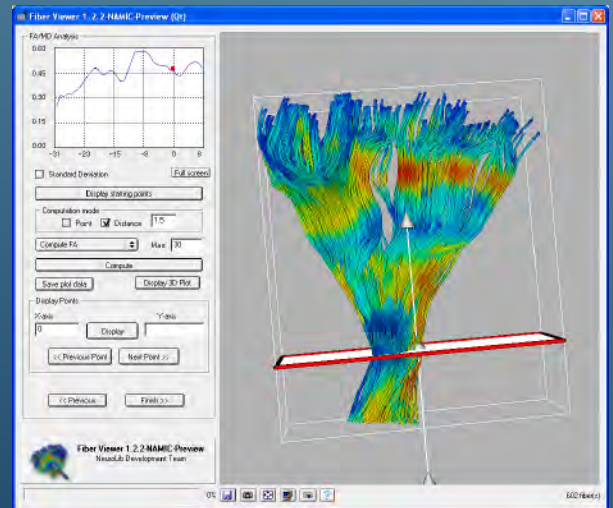 Fiber Viewer 1.2.2-NAMIC-Preview (Qt)
FA/MD Analysis
0.60
0.45
0.30
0.15
0.00
-31 -23 -15 -8 0 8
Standard Deviation Full screen
Display starting points
Computation mode
Point Distance 1.5
Compute FA Max 30
Compute
Save plot data Display 3D Plot
Display Points
X-axis Y-axis
0 Display
<< Previous Point Next Point >>
<< Previous Finish >>
Fiber Viewer 1.2.2-NAMIC-Preview
NeuroLib Development Team
0% 602 fiber(s)